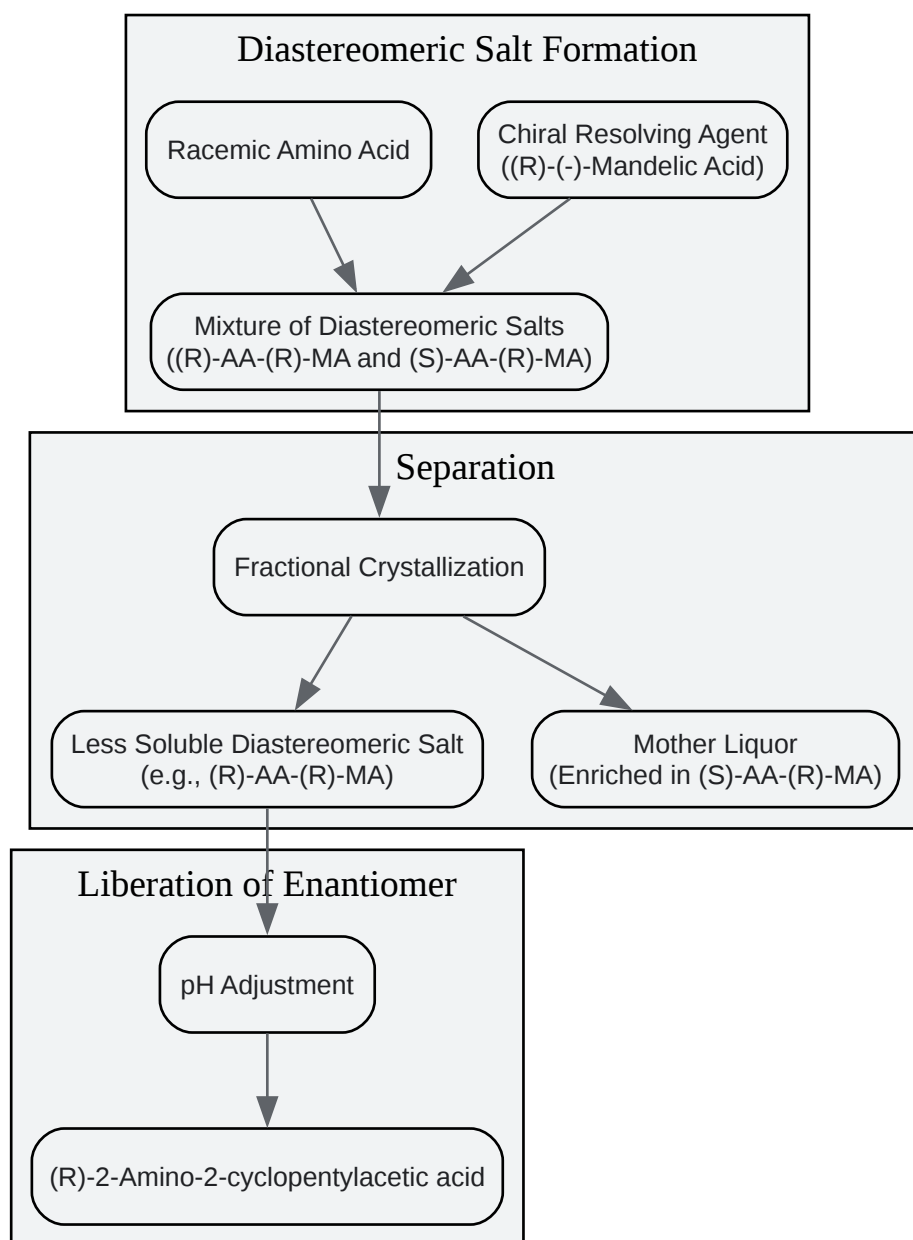 Diastereomeric Salt Formation
Racemic Amino Acid
Chiral Resolving Agent
((R)-(-)-Mandelic Acid)
Mixture of Diastereomeric Salts
((R)-AA-(R)-MA and (S)-AA-(R)-MA)
Separation
Fractional Crystallization
Less Soluble Diastereomeric Salt
(e.g., (R)-AA-(R)-MA)
Mother Liquor
(Enriched in (S)-AA-(R)-MA)
Liberation of Enantiomer
pH Adjustment
(R)-2-Amino-2-cyclopentylacetic acid